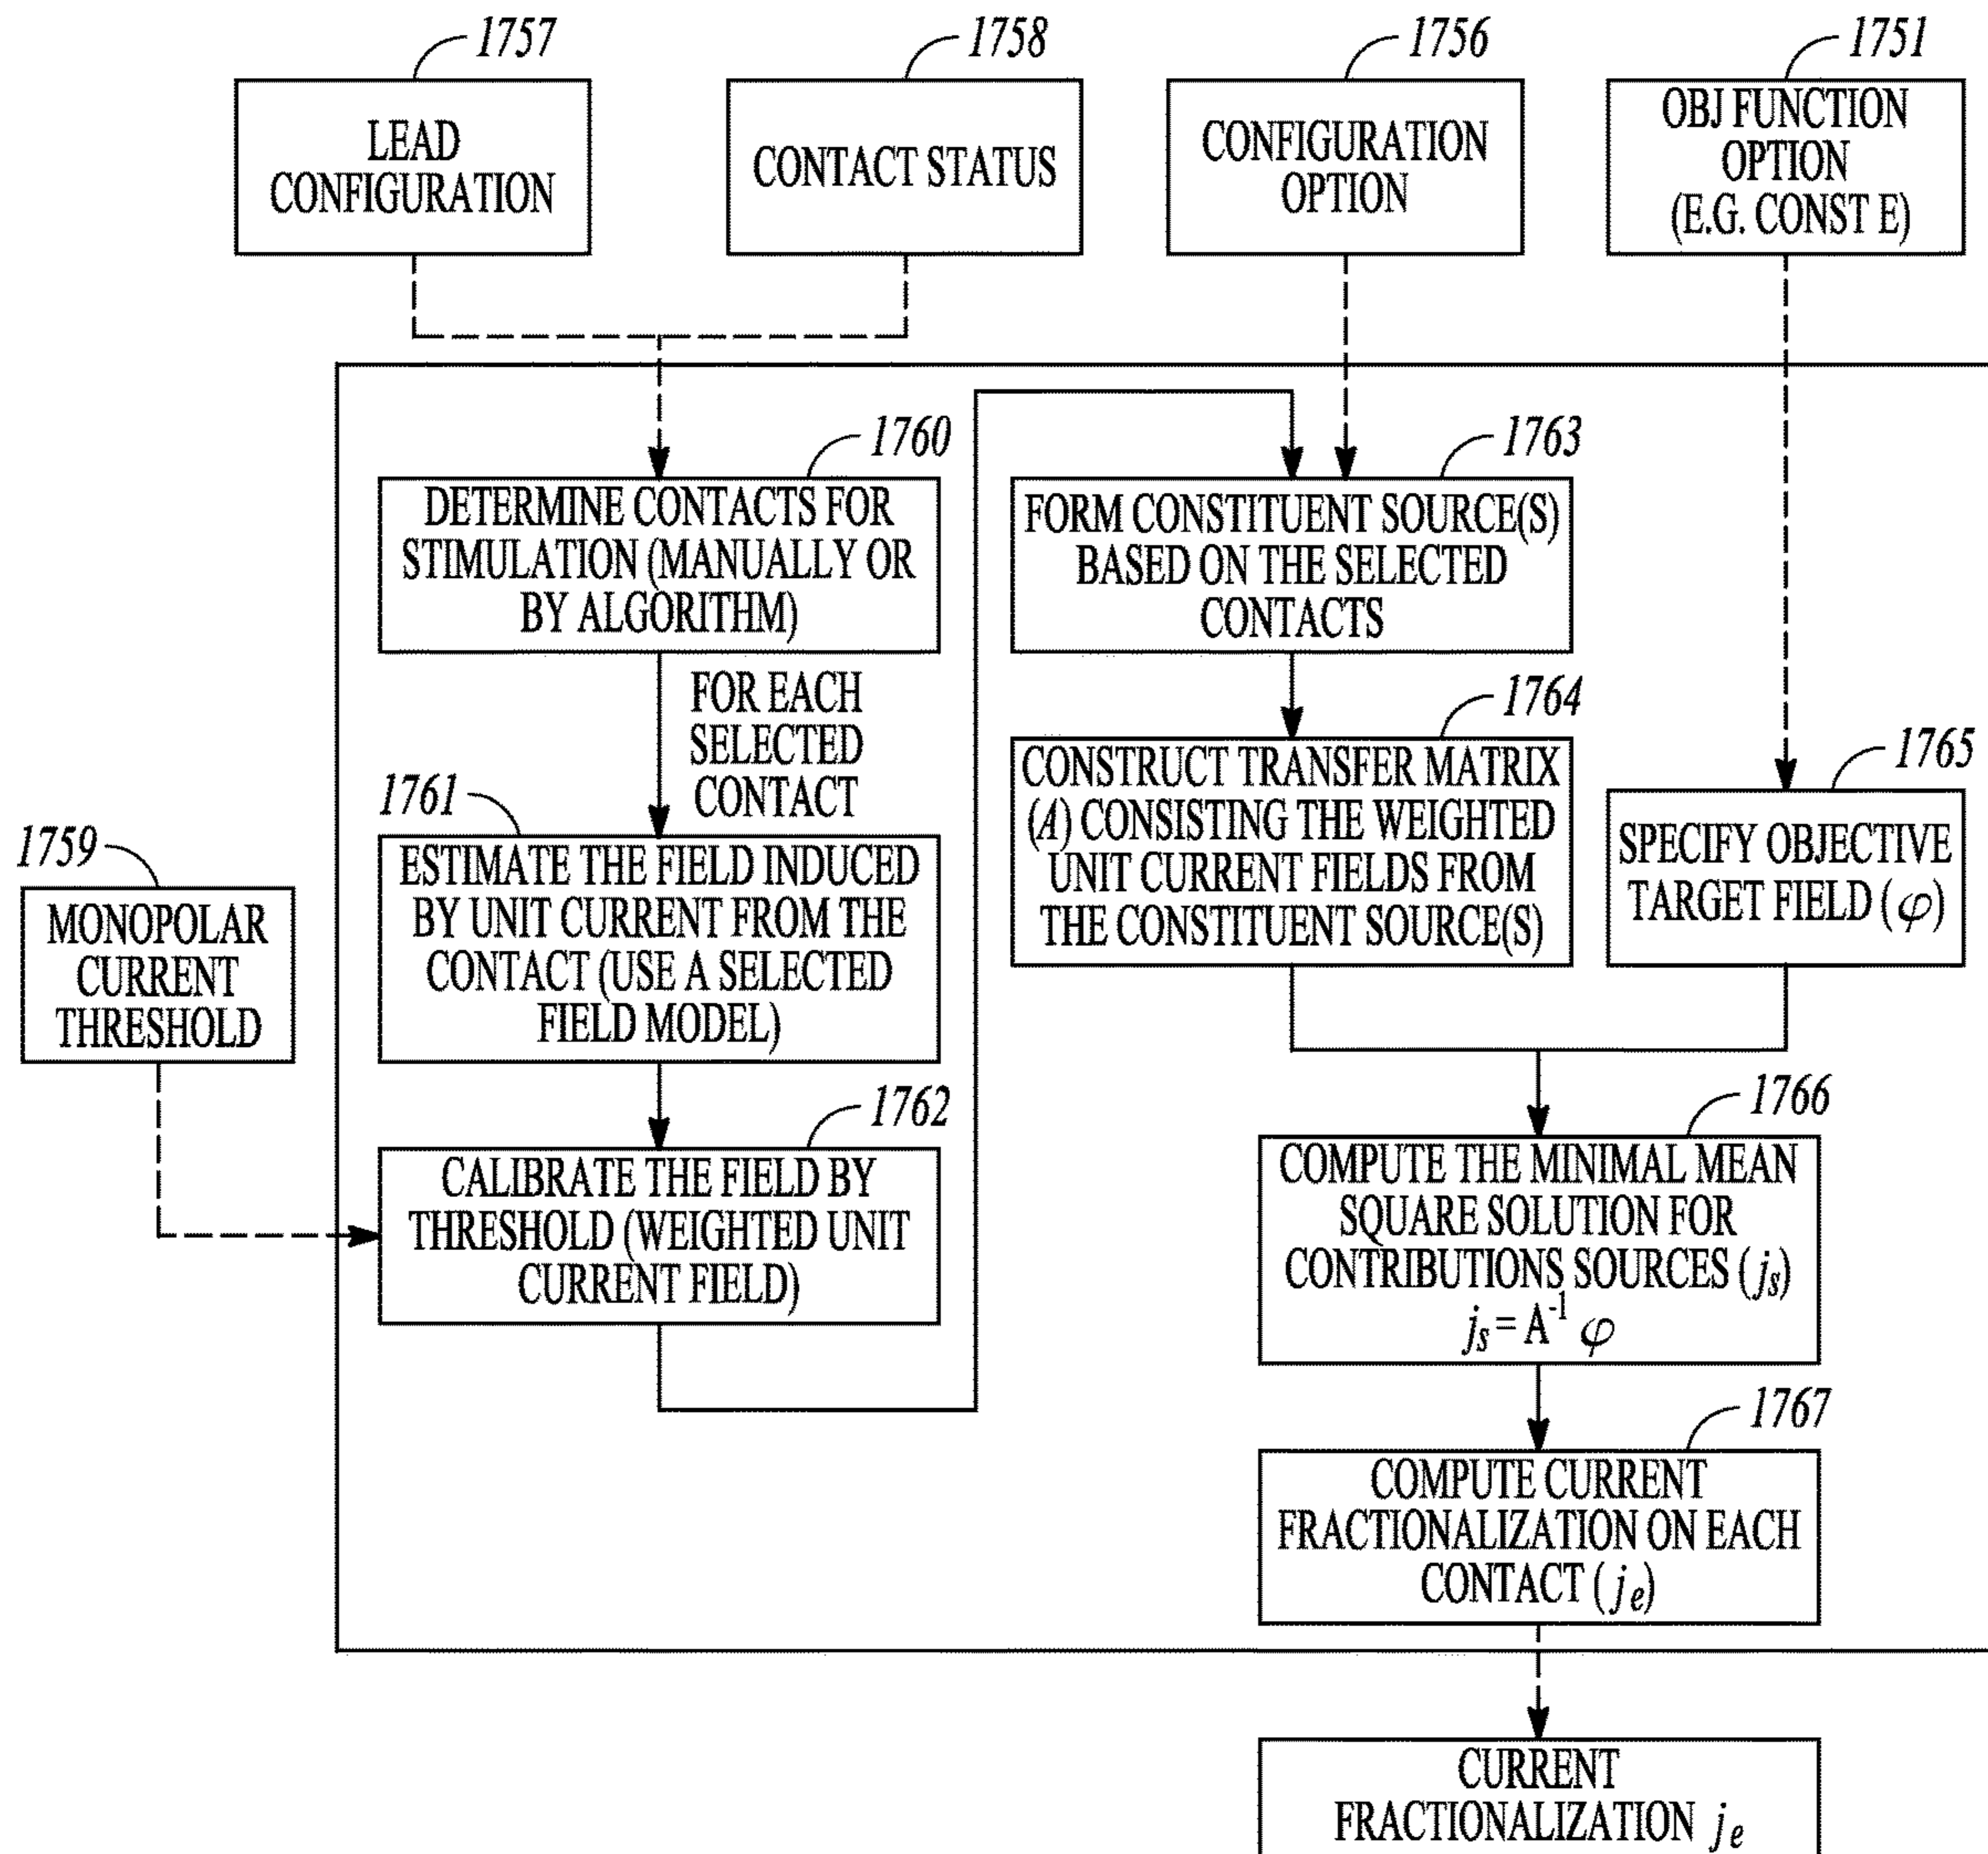 1757
LEAD
CONFIGURATION
1758
CONTACT STATUS
1756
CONFIGURATION
OPTION
1751
OBJ FUNCTION
OPTION
(E.G. CONST E)
1760
DETERMINE CONTACTS FOR
STIMULATION (MANUALLY OR
BY ALGORITHM)
FOR EACH
SELECTED
CONTACT
1761
ESTIMATE THE FIELD INDUCED
BY UNIT CURRENT FROM THE
CONTACT (USE A SELECTED
FIELD MODEL)
1759
MONOPOLAR
CURRENT
THRESHOLD
1762
CALIBRATE THE FIELD BY
THRESHOLD (WEIGHTED UNIT
CURRENT FIELD)
1763
FORM CONSTITUENT SOURCE(S)
BASED ON THE SELECTED
CONTACTS
1764
CONSTRUCT TRANSFER MATRIX
(A) CONSISTING THE WEIGHTED
UNIT CURRENT FIELDS FROM
THE CONSTITUENT SOURCE(S)
1765
SPECIFY OBJECTIVE
TARGET FIELD (φ)
1766
COMPUTE THE MINIMAL MEAN
SQUARE SOLUTION FOR
CONTRIBUTIONS SOURCES (js)
js = A⁻¹ φ
1767
COMPUTE CURRENT
FRACTIONALIZATION ON EACH
CONTACT (je)
CURRENT
FRACTIONALIZATION je